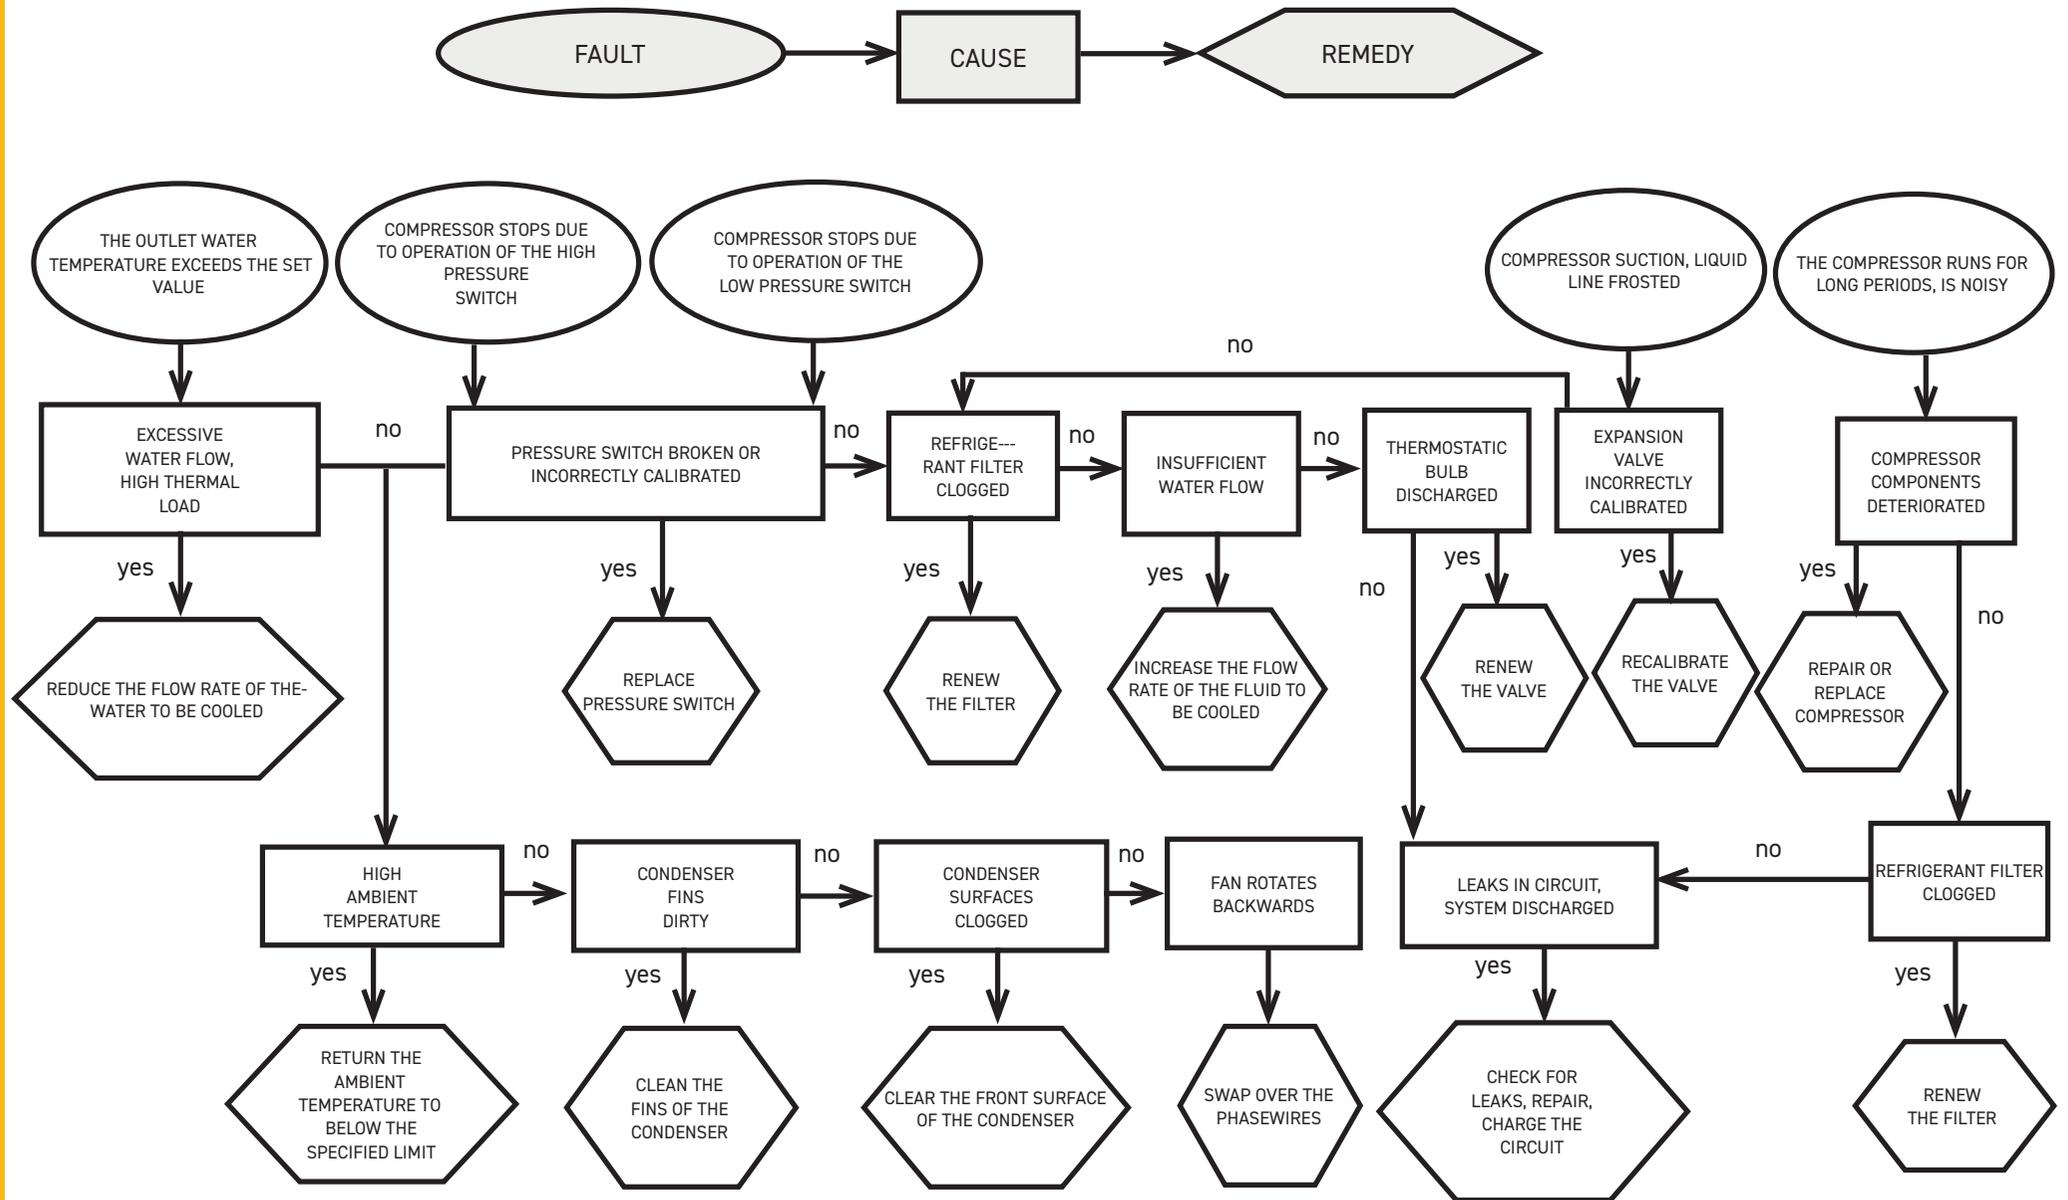 FAULT
CAUSE
REMEDY
THE OUTLET WATER
TEMPERATURE EXCEEDS THE SET
VALUE
COMPRESSOR STOPS DUE
TO OPERATION OF THE HIGH
PRESSURE
SWITCH
COMPRESSOR STOPS DUE
TO OPERATION OF THE
LOW PRESSURE SWITCH
COMPRESSOR SUCTION, LIQUID
LINE FROSTED
THE COMPRESSOR RUNS FOR
LONG PERIODS, IS NOISY
no
EXCESSIVE
WATER FLOW,
HIGH THERMAL
LOAD
no
PRESSURE SWITCH BROKEN OR
INCORRECTLY CALIBRATED
no
REFRIGE---
RANT FILTER
CLOGGED
no
INSUFFICIENT
WATER FLOW
no
THERMOSTATIC
BULB
DISCHARGED
EXPANSION
VALVE
INCORRECTLY
CALIBRATED
COMPRESSOR
COMPONENTS
DETERIORATED
yes
yes
yes
yes
no
yes
yes
yes
no
REDUCE THE FLOW RATE OF THE-
WATER TO BE COOLED
REPLACE
PRESSURE SWITCH
RENEW
THE FILTER
INCREASE THE FLOW
RATE OF THE FLUID TO
BE COOLED
RENEW
THE VALVE
RECALIBRATE
THE VALVE
REPAIR OR
REPLACE
COMPRESSOR
HIGH
AMBIENT
TEMPERATURE
no
CONDENSER
FINS
DIRTY
no
CONDENSER
SURFACES
CLOGGED
no
FAN ROTATES
BACKWARDS
LEAKS IN CIRCUIT,
SYSTEM DISCHARGED
no
REFRIGERANT FILTER
CLOGGED
yes
yes
yes
yes
yes
RETURN THE
AMBIENT
TEMPERATURE TO
BELOW THE
SPECIFIED LIMIT
CLEAN THE
FINS OF THE
CONDENSER
CLEAR THE FRONT SURFACE
OF THE CONDENSER
SWAP OVER THE
PHASEWIRES
CHECK FOR
LEAKS, REPAIR,
CHARGE THE
CIRCUIT
RENEW
THE FILTER